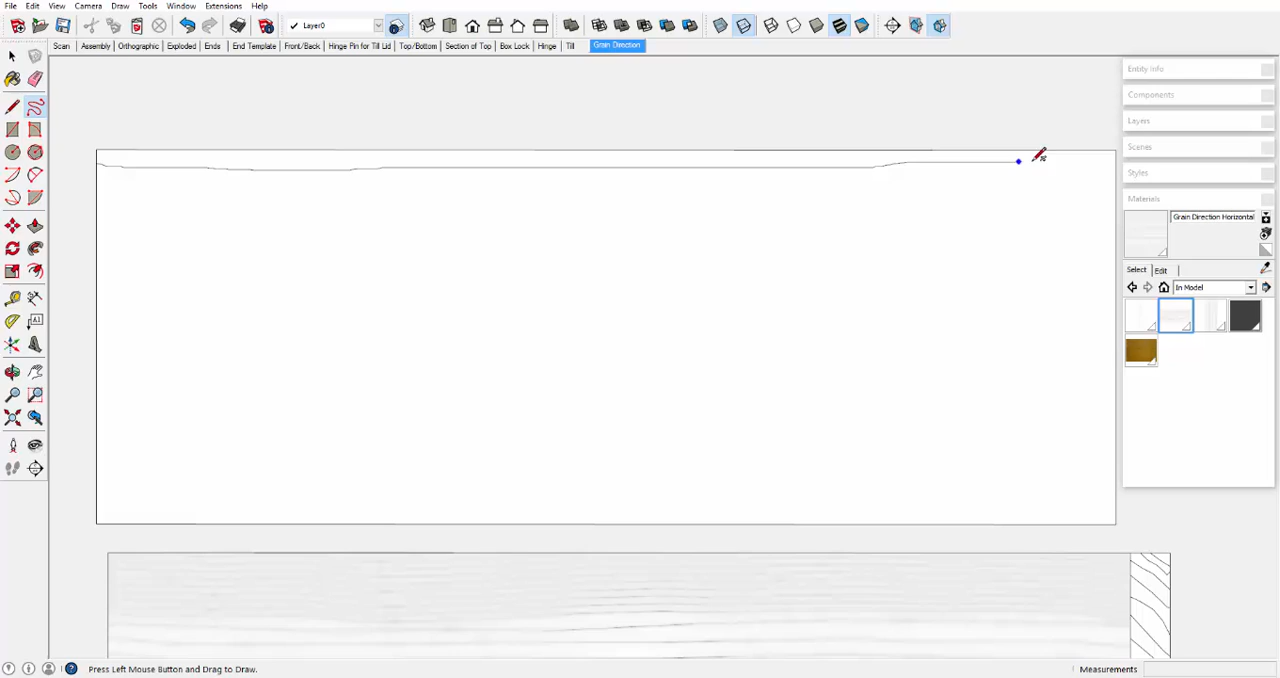 File Edit View Camera Draw Tools Window Extensions Help
Layer0
Scan Assembly Orthographic Exploded Ends End Template Front/Back Hinge Pin for Till Lid Top/Bottom Section of Top Box Lock Hinge Till Grain Direction
Entity Info
Components
Layers
Scenes
Styles
Materials
Grain Direction Horizontal
Select Edit
In Model
Press Left Mouse Button and Drag to Draw.
Measurements